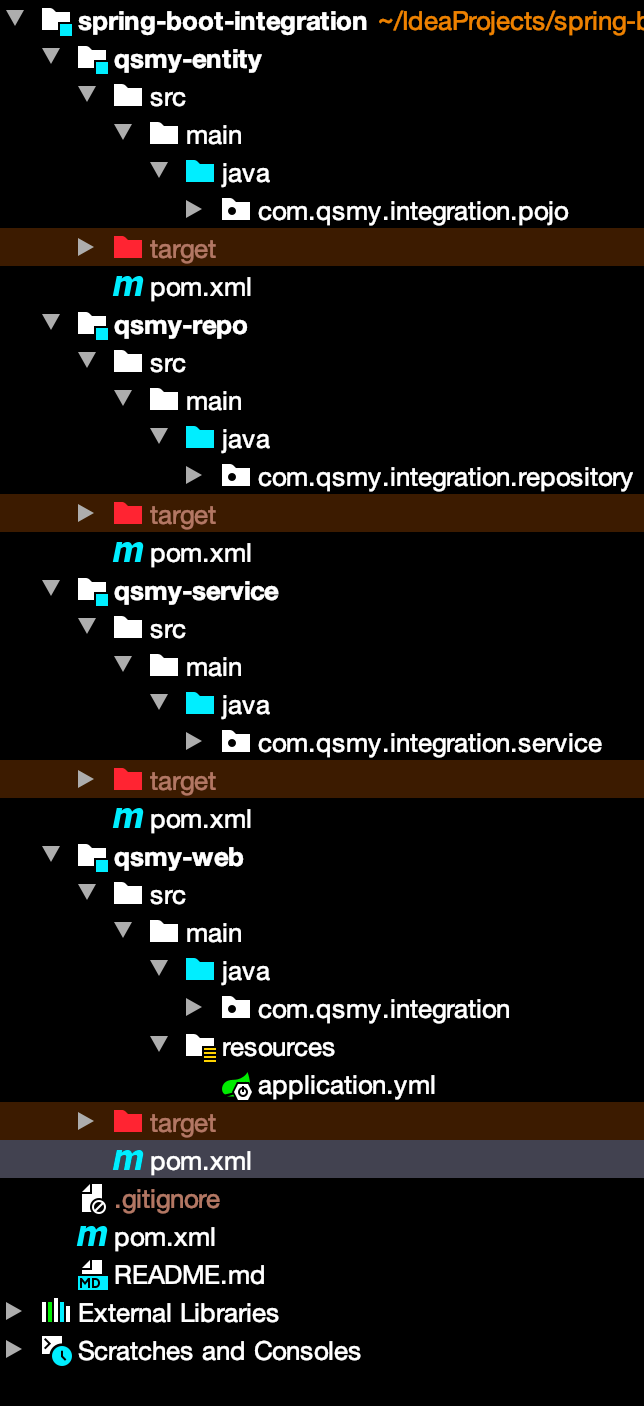 spring-boot-integration ~/IdeaProjects/spring-b
qsmy-entity
src
main
java
com.qsmy.integration.pojo
target
m pom.xml
qsmy-repo
src
main
java
com.qsmy.integration.repository
target
m pom.xml
qsmy-service
src
main
java
com.qsmy.integration.service
target
m pom.xml
qsmy-web
src
main
java
com.qsmy.integration
resources
application.yml
target
m pom.xml
.gitignore
m pom.xml
MD README.md
External Libraries
Scratches and Consoles